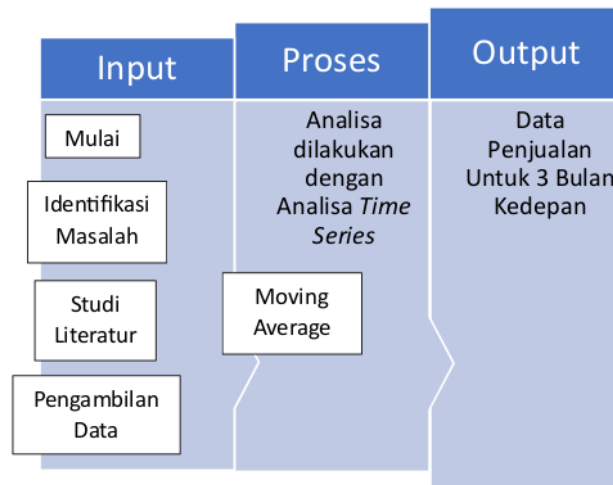 Input
Mulai
Identifikasi
Masalah
Studi
Literatur
Pengambilan
Data
Proses
Analisa
dilakukan
dengan
Analisa Time
Series
Moving
Average
Output
Data
Penjualan
Untuk 3 Bulan
Kedepan